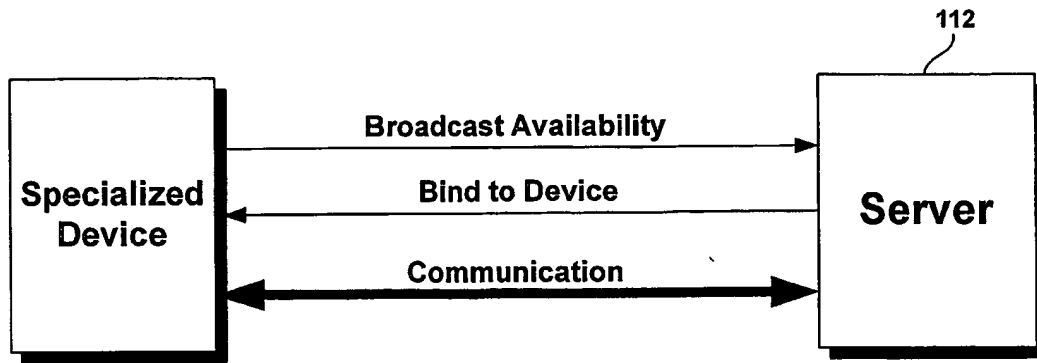 112
Broadcast Availability
Specialized
Device
Bind to Device
Server
Communication